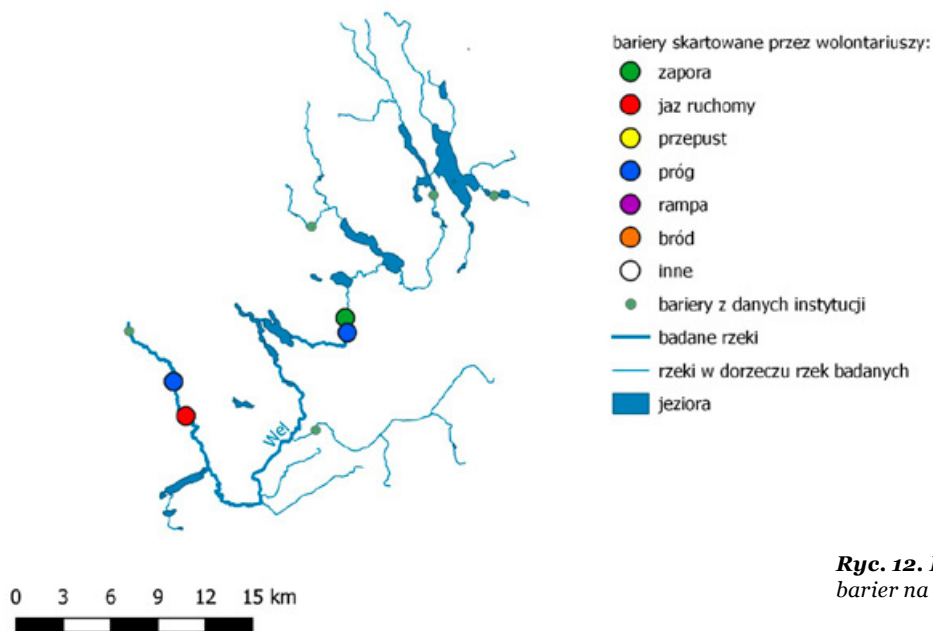 bariery skartowane przez wolontariuszy:
zapora
jaz ruchomy
przepust
próg
rampa
bród
inne
bariery z danych instytucji
badane rzeki
rzeki w dorzeczu rzek badanych
jeziora
Wel
Ryc. 12.
barier na
0 3 6 9 12 15 km